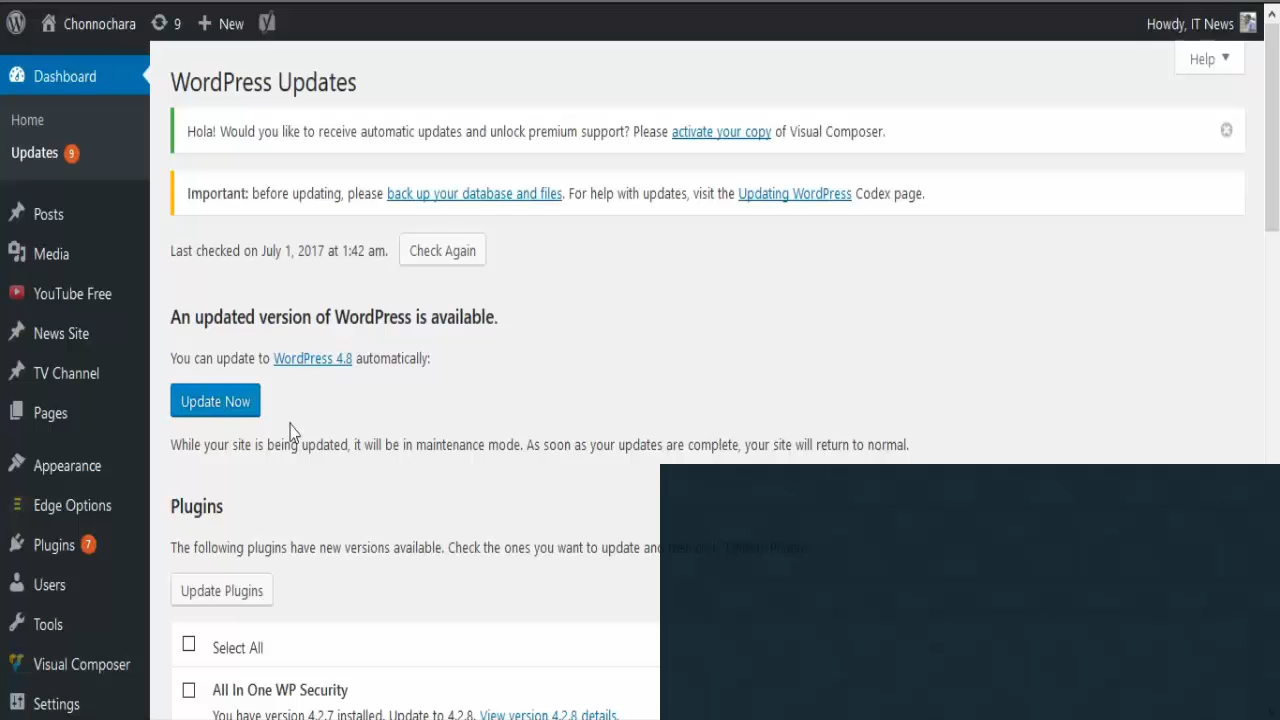 Chonnochara 9 New Howdy, IT News
Dashboard
Home
Updates 9
Posts
Media
YouTube Free
News Site
TV Channel
Pages
Appearance
Edge Options
Plugins 7
Users
Tools
Visual Composer
Settings
Help
WordPress Updates
Hola! Would you like to receive automatic updates and unlock premium support? Please activate your copy of Visual Composer.
Important: before updating, please back up your database and files. For help with updates, visit the Updating WordPress Codex page.
Last checked on July 1, 2017 at 1:42 am. Check Again
An updated version of WordPress is available.
You can update to WordPress 4.8 automatically:
Update Now
While your site is being updated, it will be in maintenance mode. As soon as your updates are complete, your site will return to normal.
Plugins
The following plugins have new versions available. Check the ones you want to update and
Update Plugins
Select All
All In One WP Security
You have version 4.2.7 installed. Update to 4.2.8. View version 4.2.8 details.